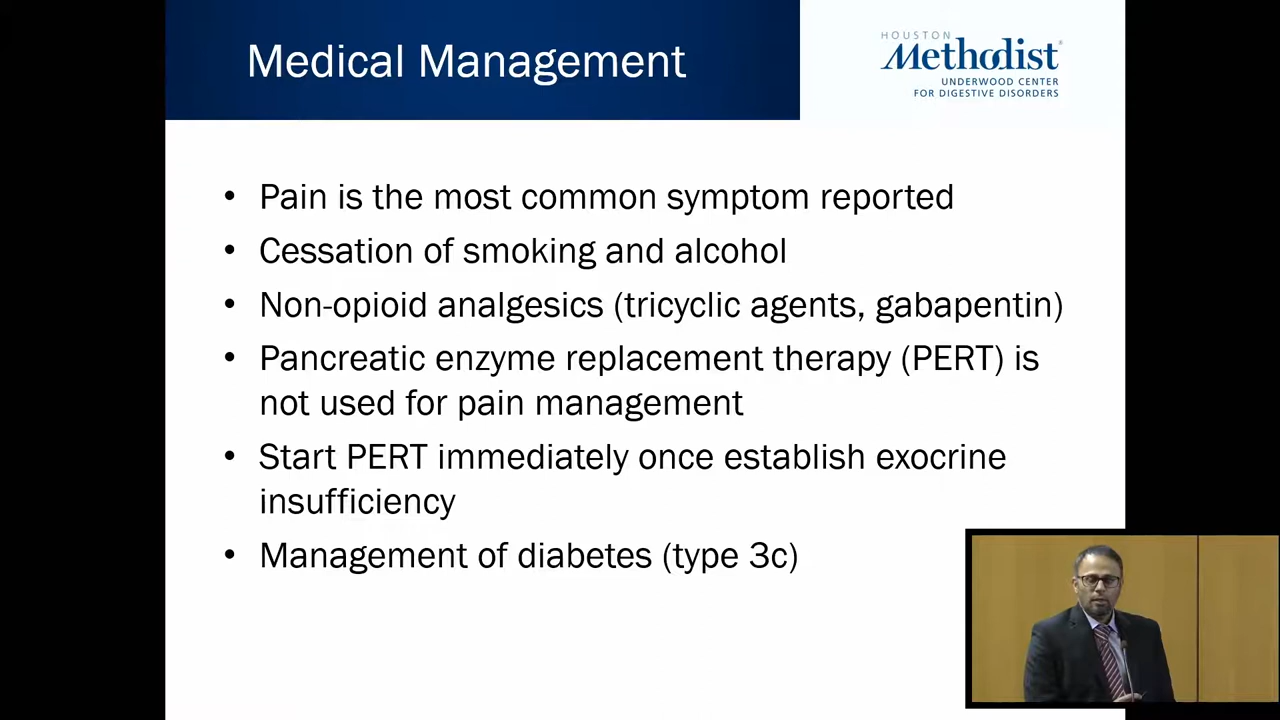 Medical Management
HOUSTON
Methodist®
UNDERWOOD CENTER
FOR DIGESTIVE DISORDERS
• Pain is the most common symptom reported
• Cessation of smoking and alcohol
• Non-opioid analgesics (tricyclic agents, gabapentin)
• Pancreatic enzyme replacement therapy (PERT) is
not used for pain management
• Start PERT immediately once establish exocrine
insufficiency
• Management of diabetes (type 3c)